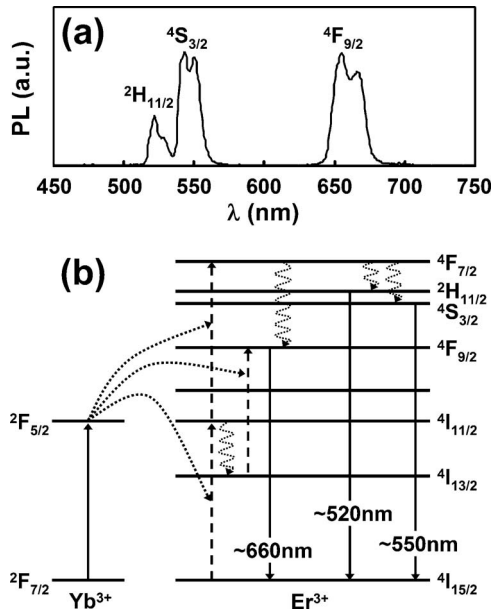 (a)
⁴S₃/₂
⁴F₉/₂
²H₁₁/₂
PL (a.u.)
450 500 550 600 650 700 750
λ (nm)
(b)
⁴F₇/₂
²H₁₁/₂
⁴S₃/₂
⁴F₉/₂
²F₅/₂
⁴I₁₁/₂
⁴I₁₃/₂
~520nm
~660nm
~550nm
²F₇/₂
⁴I₁₅/₂
Yb³⁺
Er³⁺